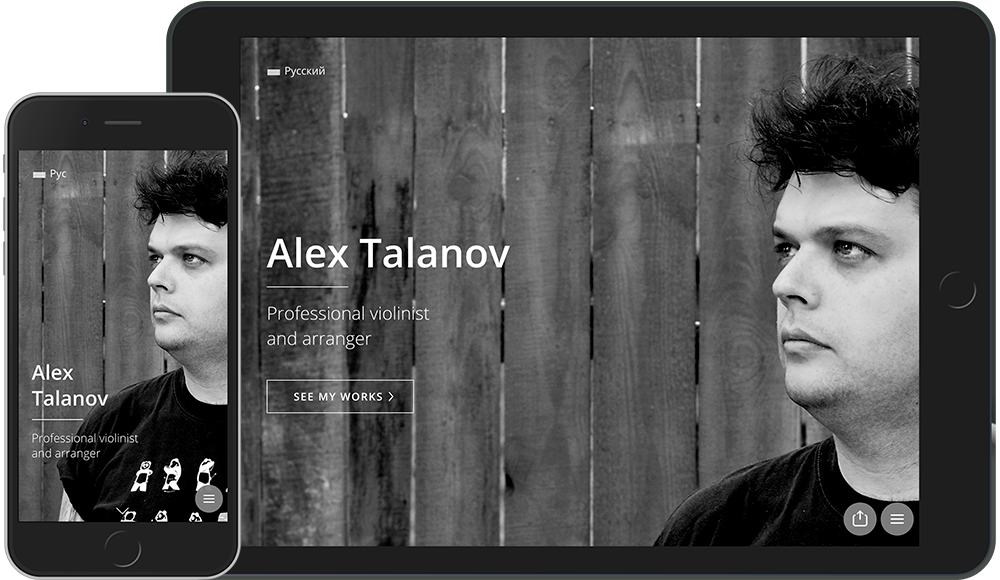 Русский
Alex Talanov
Professional violinist
and arranger
SEE MY WORKS
Рус
Alex
Talanov
Professional violinist
and arranger